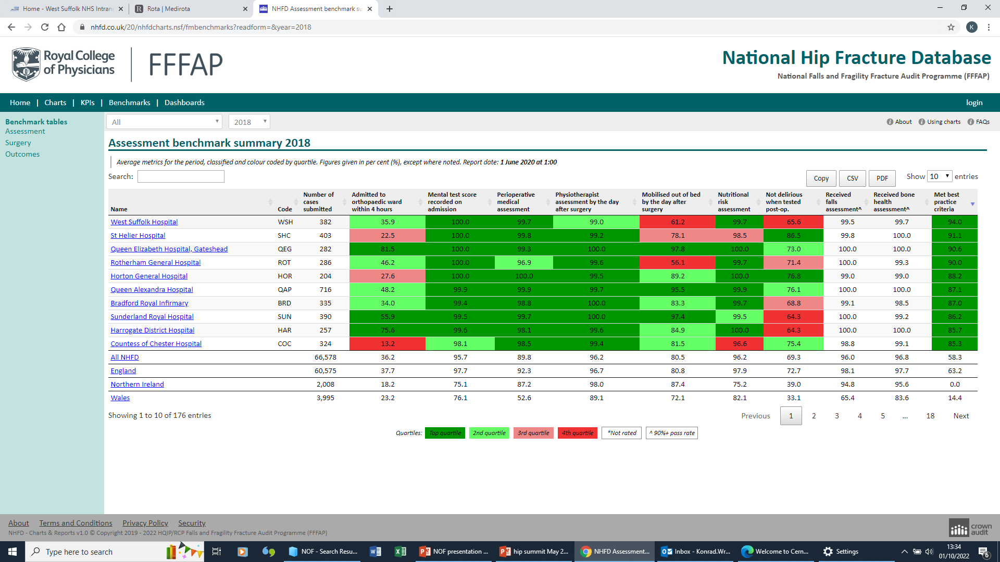 Home - West Suffolk NHS Intrane
Rota | Medirota
NHFD Assessment benchmark su
nhfd.co.uk/20/nhfdcharts.nsf/fmbenchmarks?readform=&year=2018
K
Royal College of Physicians
FFFAP
National Hip Fracture Database
National Falls and Fragility Fracture Audit Programme (FFFAP)
Home | Charts | KPIs | Benchmarks | Dashboards
login
Benchmark tables
Assessment
Surgery
Outcomes
All
2018
About
Using charts
FAQs
Assessment benchmark summary 2018
Average metrics for the period, classified and colour coded by quartile. Figures given in per cent (%), except where noted. Report date: 1 June 2020 at 1:00
Search:
Copy CSV PDF Show 10 entries
Name Code Number of cases submitted Admitted to orthopaedic ward within 4 hours Mental test score recorded on admission Perioperative medical assessment Physiotherapist assessment by the day after surgery Mobilised out of bed by the day after surgery Nutritional risk assessment Not delirious when tested post-op. Received falls assessment^ Received bone health assessment^ Met best practice criteria
West Suffolk Hospital WSH 382 35.9 100.0 99.7 99.0 61.2 99.7 65.6 99.5 99.7 94.0
St Helier Hospital SHC 403 22.5 100.0 99.8 99.2 78.1 98.5 86.5 99.8 100.0 91.1
Queen Elizabeth Hospital, Gateshead QEG 282 81.5 100.0 99.3 100.0 97.8 100.0 73.0 100.0 100.0 90.6
Rotherham General Hospital ROT 286 46.2 100.0 96.9 99.6 56.1 99.7 71.4 100.0 99.3 90.0
Horton General Hospital HOR 204 27.6 100.0 100.0 99.5 89.2 100.0 76.8 99.0 99.0 88.2
Queen Alexandra Hospital QAP 716 48.2 99.9 99.9 99.7 95.5 99.9 76.1 100.0 100.0 87.1
Bradford Royal Infirmary BRD 335 34.0 99.4 98.8 100.0 83.3 99.7 68.8 99.1 98.5 87.0
Sunderland Royal Hospital SUN 390 55.9 99.5 99.7 100.0 97.4 99.5 64.3 100.0 99.2 86.2
Harrogate District Hospital HAR 257 75.6 99.6 98.1 99.6 84.9 100.0 64.3 100.0 100.0 85.7
Countess of Chester Hospital COC 324 13.2 98.1 98.5 99.4 81.5 96.6 75.4 98.8 99.1 85.3
All NHFD 66,578 36.2 95.7 89.8 96.2 80.5 96.2 69.3 96.0 96.8 58.3
England 60,575 37.7 97.7 92.3 96.7 80.8 97.9 72.7 98.1 97.7 63.2
Northern Ireland 2,008 18.2 75.1 87.2 98.0 87.4 75.2 39.0 94.8 95.6 0.0
Wales 3,995 23.2 76.1 52.6 89.1 72.1 82.1 33.1 65.4 83.6 14.4
Showing 1 to 10 of 176 entries
Previous 1 2 3 4 5 ... 18 Next
Quartiles: Top quartile 2nd quartile 3rd quartile 4th quartile *Not rated ^ 90%+ pass rate
About Terms and Conditions Privacy Policy Security
NHFD - Charts & Reports v1.0 © Copyright 2019 - 2022 HQIP/RCP Falls and Fragility Fracture Audit Programme (FFFAP)
crown audit
Type here to search
NOF - Search Resu...
NOF presentation ...
hip summit May 2...
NHFD Assessment...
Inbox - Konrad.Wr...
Welcome to Cern...
Settings
13:34
01/10/2022
6